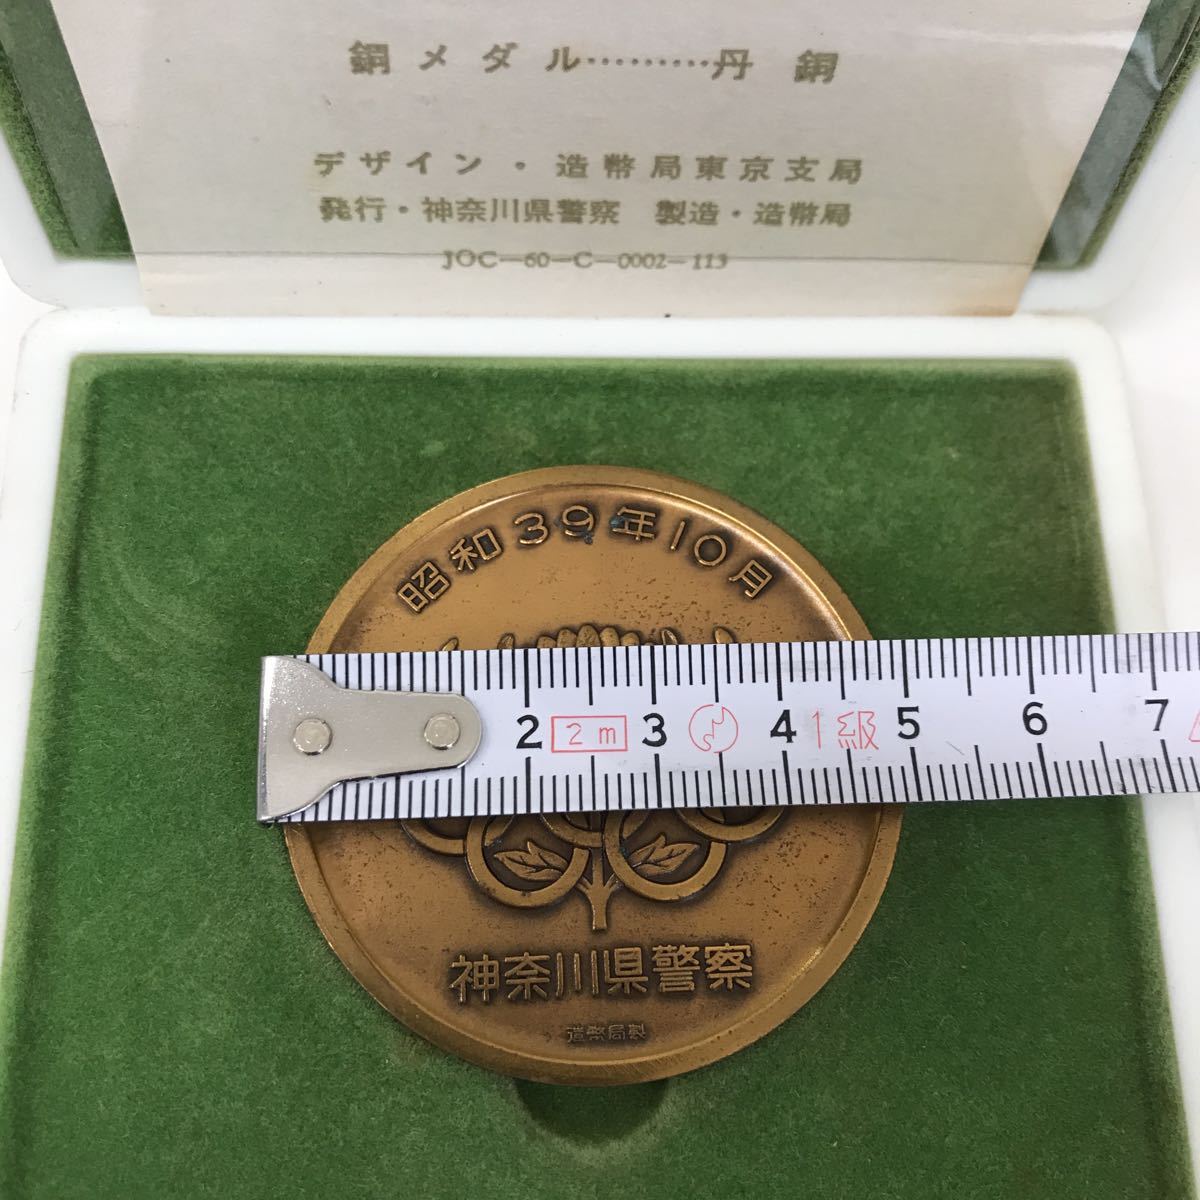 銅メダル………丹銅
デザイン・造幣局東京支局
発行・神奈川県警察 製造・造幣局
JOC-60-C-0002-113
昭和39年10月
2 2m 3 4 1級 5 6 7
神奈川県警察
造幣局製